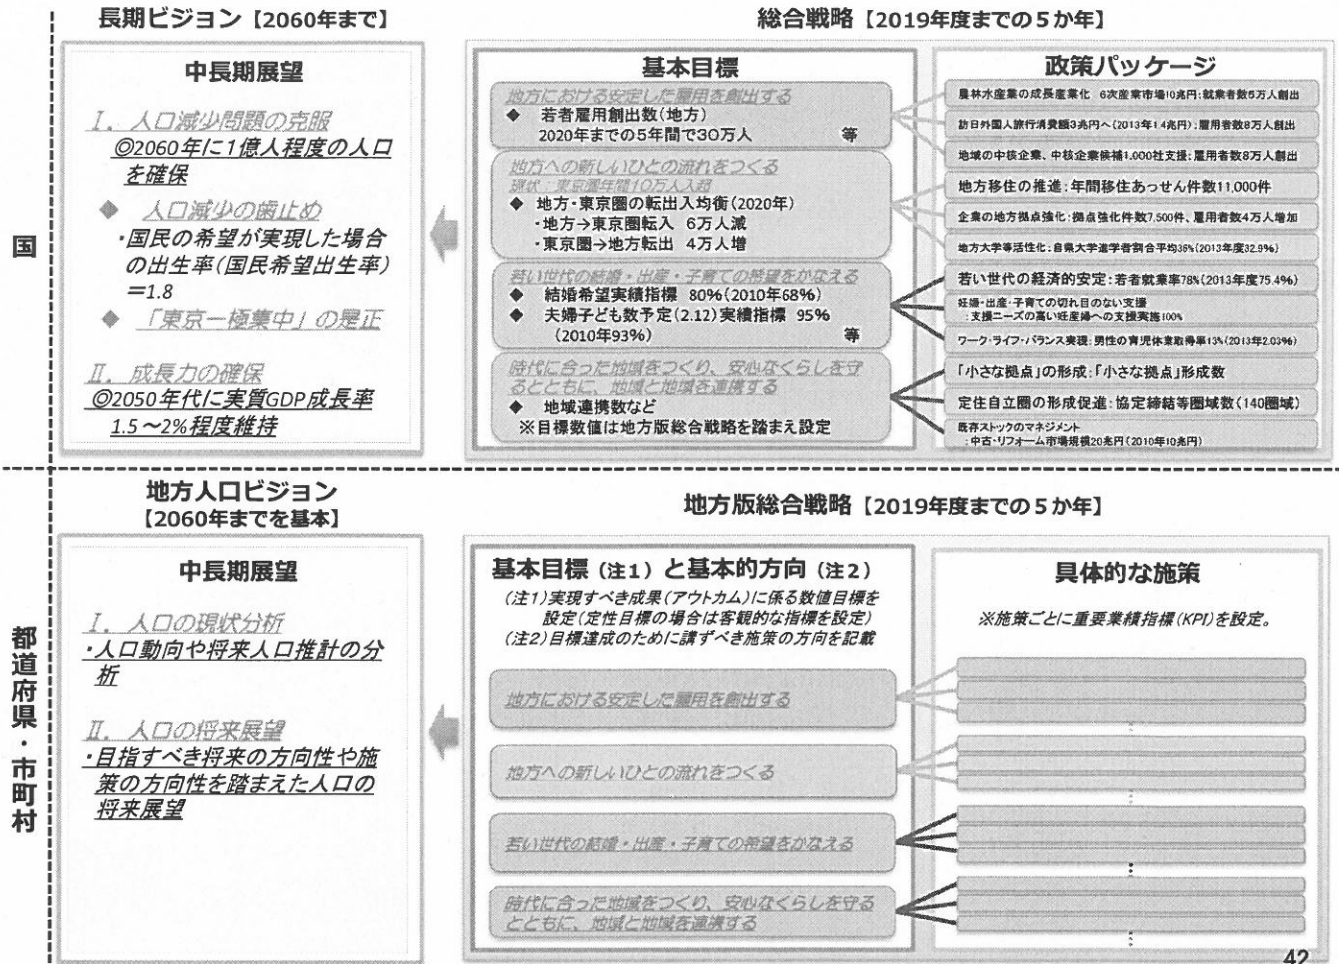 長期ビジョン【2060年まで】
総合戦略【2019年度までの5か年】
国
中長期展望
Ⅰ. 人口減少問題の克服
◎2060年に1億人程度の人口
を確保
◆ 人口減少の歯止め
・国民の希望が実現した場合
の出生率(国民希望出生率)
=1.8
◆ 「東京一極集中」の是正
Ⅱ. 成長力の確保
◎2050年代に実質GDP成長率
1.5～2%程度維持
基本目標
地方における安定した雇用を創出する
◆ 若者雇用創出数(地方)
2020年までの5年間で30万人 等
地方への新しいひとの流れをつくる
現状：東京圏年間10万人入超
◆ 地方・東京圏の転出入均衡(2020年)
・地方→東京圏転入 6万人減
・東京圏→地方転出 4万人増
若い世代の結婚・出産・子育ての希望をかなえる
◆ 結婚希望実績指標 80%(2010年68%)
◆ 夫婦子ども数予定(2.12)実績指標 95%
(2010年93%) 等
時代に合った地域をつくり、安心なくらしを守
るとともに、地域と地域を連携する
◆ 地域連携数など
※目標数値は地方版総合戦略を踏まえ設定
政策パッケージ
農林水産業の成長産業化 6次産業市場10兆円:就業者数5万人創出
訪日外国人旅行消費額3兆円へ(2013年1.4兆円):雇用者数8万人創出
地域の中核企業、中核企業候補1,000社支援:雇用者数8万人創出
地方移住の推進:年間移住あっせん件数11,000件
企業の地方拠点強化:拠点強化件数7,500件、雇用者数4万人増加
地方大学等活性化:自県大学進学者割合平均36%(2013年度32.9%)
若い世代の経済的安定:若者就業率78%(2013年度75.4%)
妊娠・出産・子育ての切れ目のない支援
:支援ニーズの高い妊産婦への支援実施100%
ワーク・ライフ・バランス実現:男性の育児休業取得率13%(2013年2.03%)
「小さな拠点」の形成:「小さな拠点」形成数
定住自立圏の形成促進:協定締結等圏域数(140圏域)
既存ストックのマネジメント
:中古・リフォーム市場規模20兆円(2010年10兆円)
都道府県・市町村
地方人口ビジョン
【2060年までを基本】
地方版総合戦略【2019年度までの5か年】
中長期展望
Ⅰ. 人口の現状分析
・人口動向や将来人口推計の分
析
Ⅱ. 人口の将来展望
・目指すべき将来の方向性や施
策の方向性を踏まえた人口の
将来展望
基本目標(注1)と基本的方向(注2)
(注1)実現すべき成果(アウトカム)に係る数値目標を
設定(定性目標の場合は客観的な指標を設定)
(注2)目標達成のために講ずべき施策の方向を記載
地方における安定した雇用を創出する
地方への新しいひとの流れをつくる
若い世代の結婚・出産・子育ての希望をかなえる
時代に合った地域をつくり、安心なくらしを守る
とともに、地域と地域を連携する
具体的な施策
※施策ごとに重要業績指標(KPI)を設定。
42